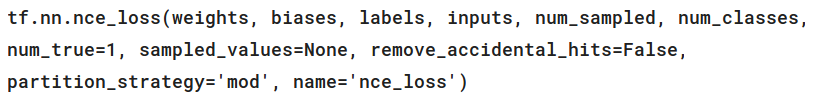 tf.nn.nce_loss(weights, biases, labels, inputs, num_sampled, num_classes,
num_true=1, sampled_values=None, remove_accidental_hits=False,
partition_strategy='mod', name='nce_loss')